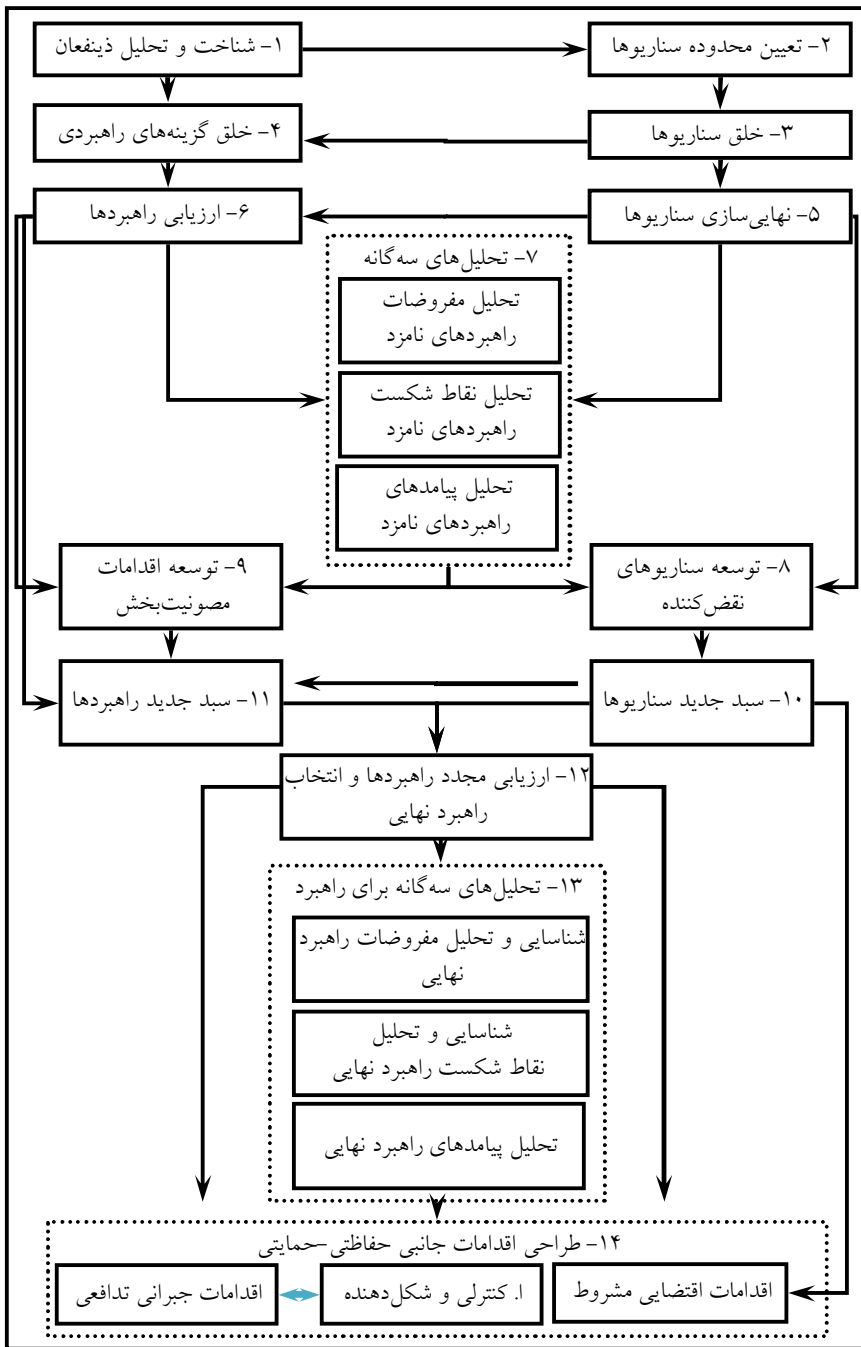 ۱- شناخت و تحلیل ذینفعان
۲- تعیین محدوده سناریوها
۳- خلق سناریوها
۴- خلق گزینه‌های راهبردی
۵- نهایی‌سازی سناریوها
۶- ارزیابی راهبردها
۷- تحلیل‌های سه‌گانه
تحلیل مفروضات
راهبردهای نامزد
تحلیل نقاط شکست
راهبردهای نامزد
تحلیل پیامدهای
راهبردهای نامزد
۸- توسعه سناریوهای
نقض‌کننده
۹- توسعه اقدامات
مصونیت‌بخش
۱۰- سبد جدید سناریوها
۱۱- سبد جدید راهبردها
۱۲- ارزیابی مجدد راهبردها و انتخاب
راهبرد نهایی
۱۳- تحلیل‌های سه‌گانه برای راهبرد
شناسایی و تحلیل مفروضات راهبرد
نهایی
شناسایی و تحلیل
نقاط شکست راهبرد نهایی
تحلیل پیامدهای راهبرد نهایی
۱۴- طراحی اقدامات جانبی حفاظتی-حمایتی
اقدامات اقتضایی مشروط
ا. کنترلی و شکل‌دهنده
اقدامات جبرانی تدافعی